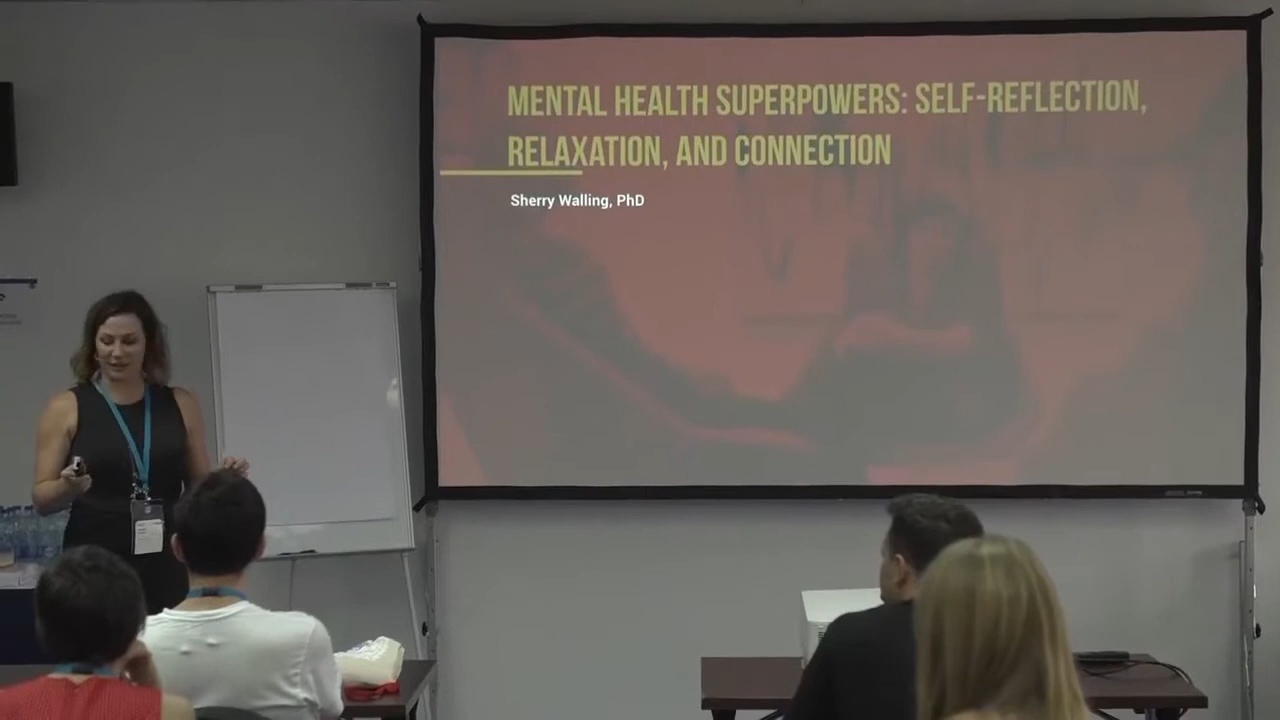 MENTAL HEALTH SUPERPOWERS: SELF-REFLECTION,
RELAXATION, AND CONNECTION
Sherry Walling, PhD